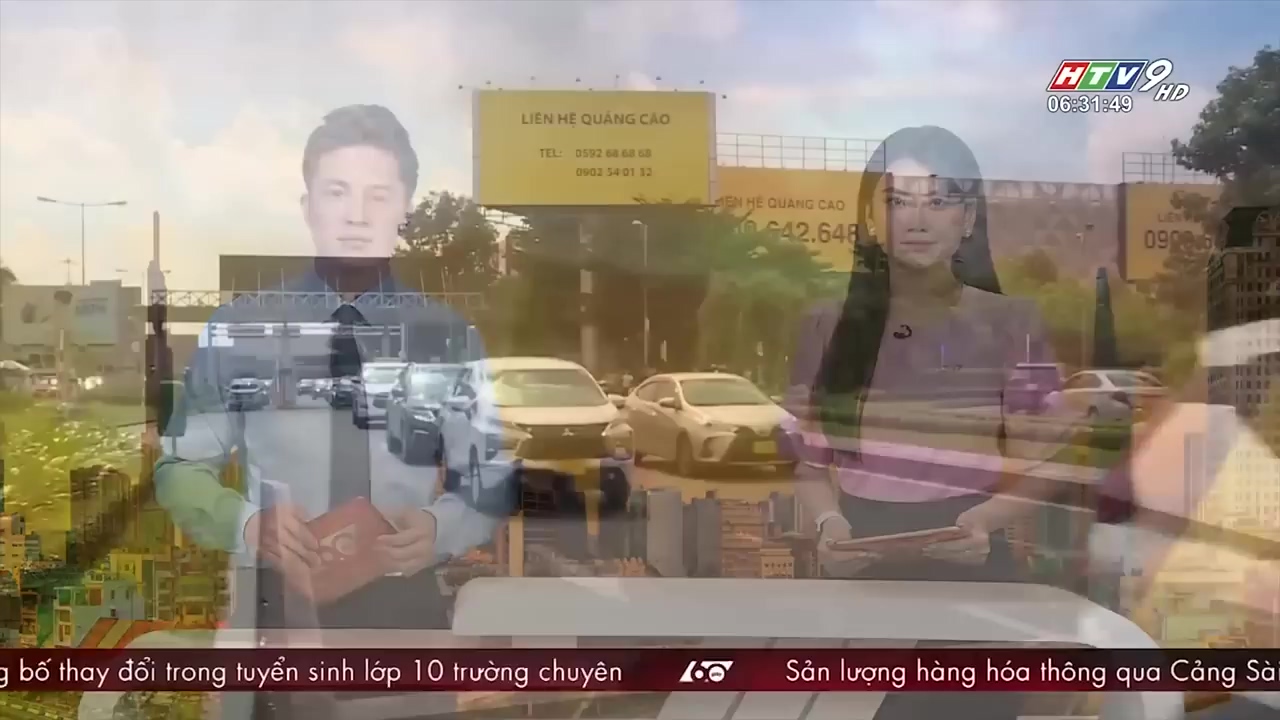 HTV9 HD
06:31:49
LIÊN HỆ QUẢNG CÁO
TEL: 0592 68 68 68
0902 54 01 32
LIÊN HỆ QUẢNG CÁO
642.648
g bố thay đổi trong tuyển sinh lớp 10 trường chuyên
60 giây
Sản lượng hàng hóa thông qua Cảng Sài